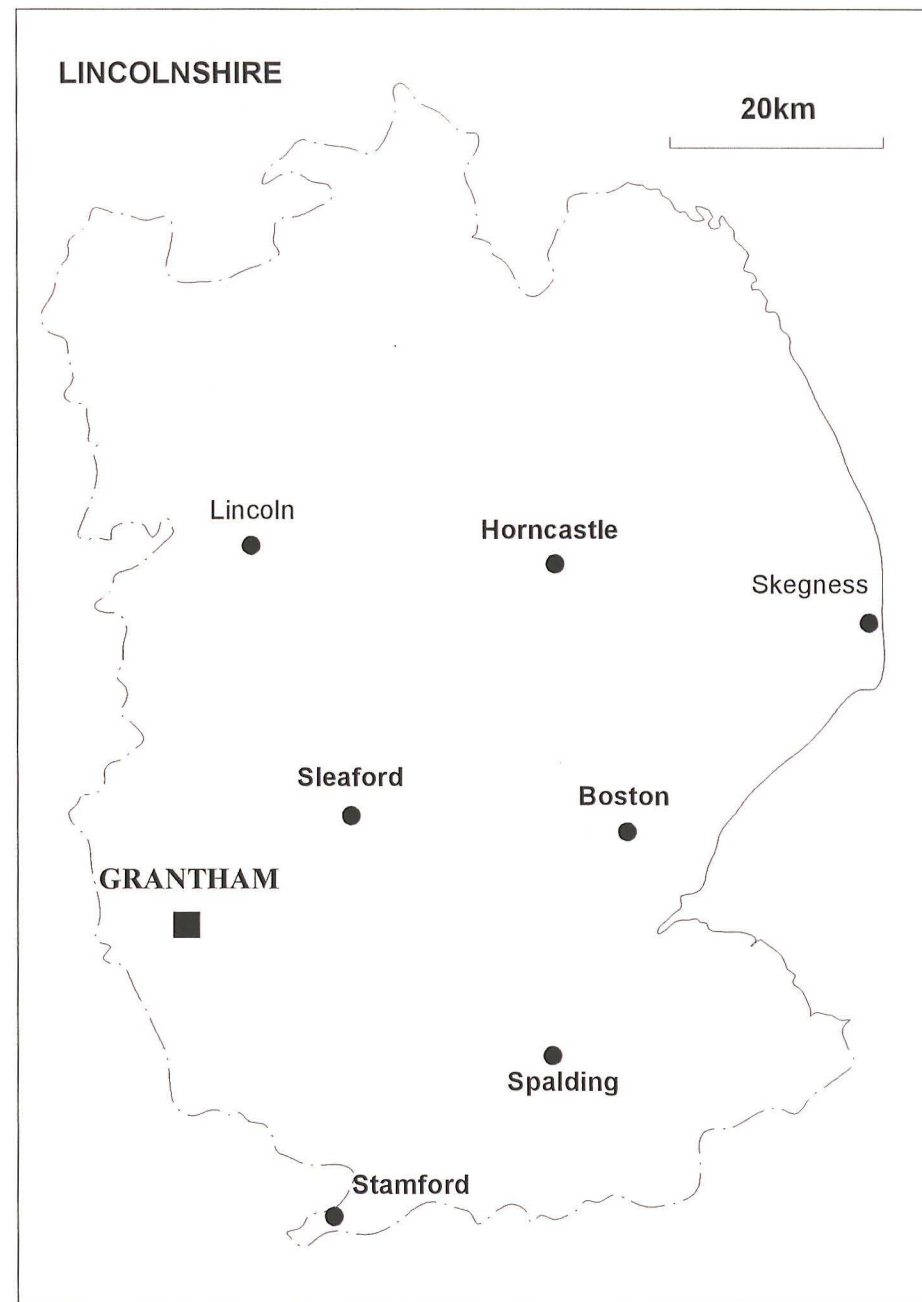 LINCOLNSHIRE
20km
Lincoln
Horncastle
Skegness
Sleaford
Boston
GRANTHAM
Spalding
Stamford